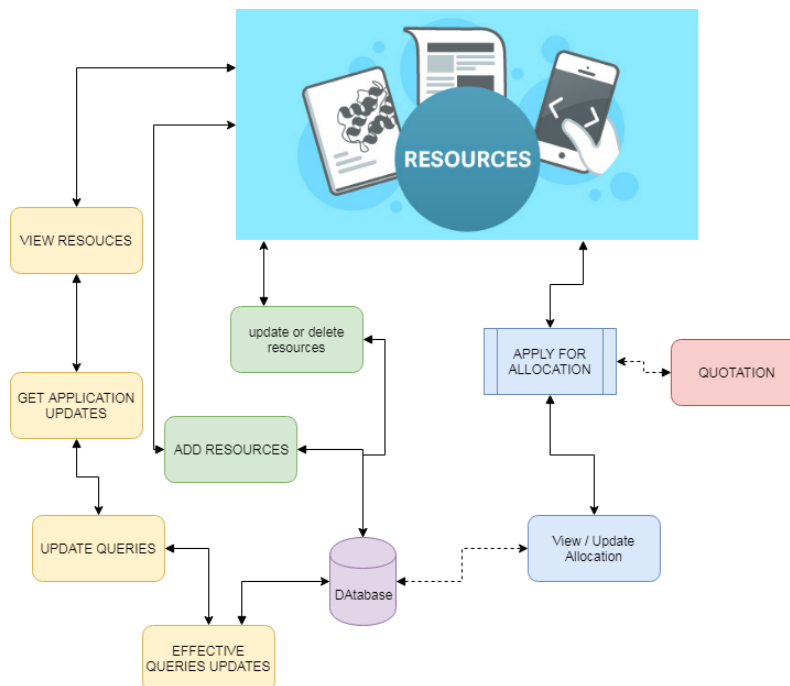 RESOURCES
VIEW RESOUCES
update or delete
resources
APPLY FOR
ALLOCATION
QUOTATION
GET APPLICATION
UPDATES
ADD RESOURCES
UPDATE QUERIES
View / Update
Allocation
DAtabase
EFFECTIVE
QUERIES UPDATES